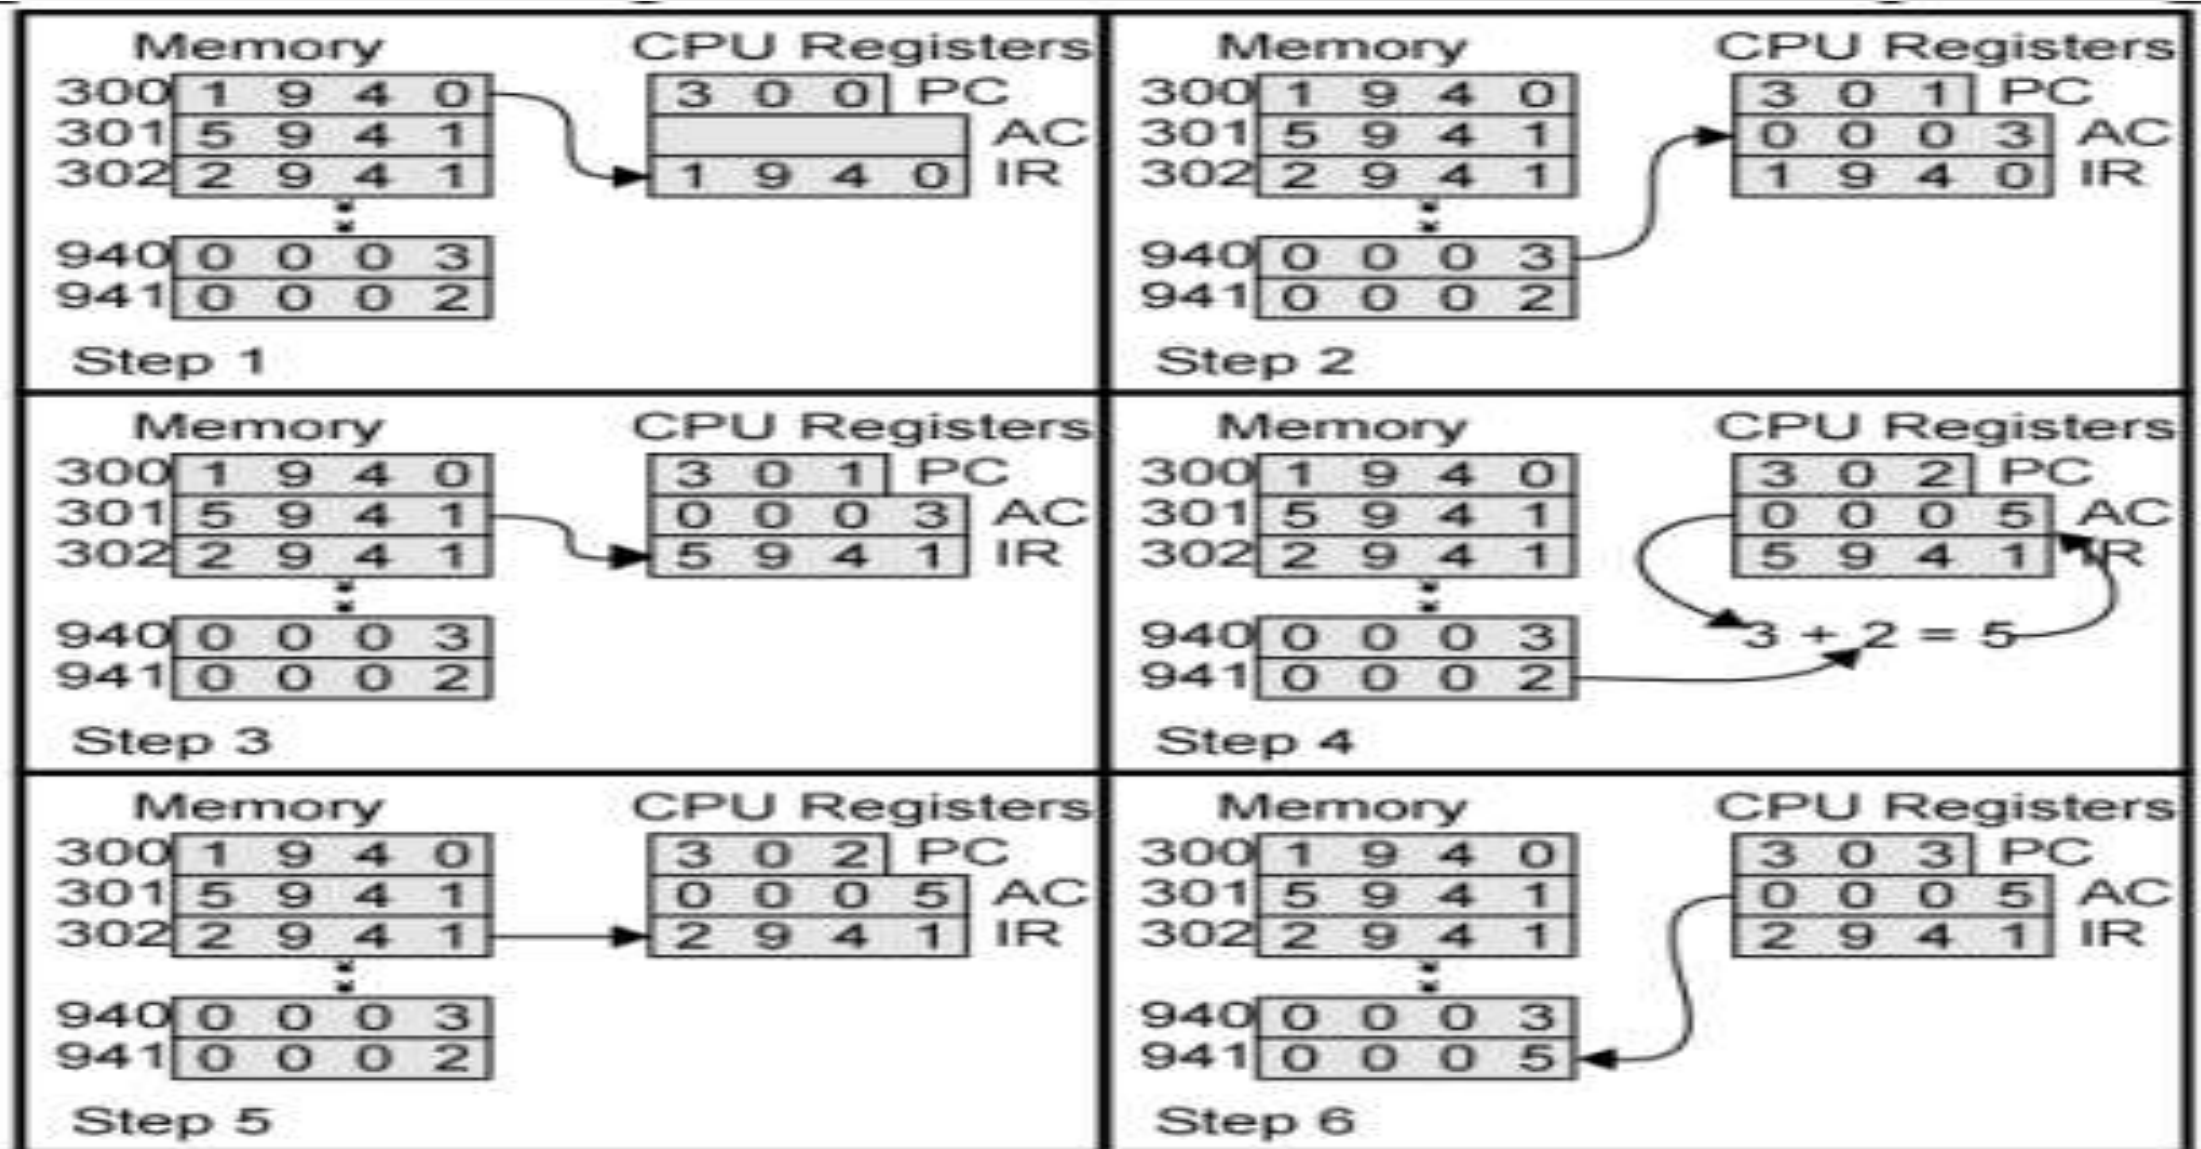 Memory CPU Registers
300 1 9 4 0 3 0 0 PC
301 5 9 4 1 AC
302 2 9 4 1 1 9 4 0 IR
940 0 0 0 3
941 0 0 0 2
Step 1
Memory CPU Registers
300 1 9 4 0 3 0 1 PC
301 5 9 4 1 0 0 0 3 AC
302 2 9 4 1 1 9 4 0 IR
940 0 0 0 3
941 0 0 0 2
Step 2
Memory CPU Registers
300 1 9 4 0 3 0 1 PC
301 5 9 4 1 0 0 0 3 AC
302 2 9 4 1 5 9 4 1 IR
940 0 0 0 3
941 0 0 0 2
Step 3
Memory CPU Registers
300 1 9 4 0 3 0 2 PC
301 5 9 4 1 0 0 0 5 AC
302 2 9 4 1 5 9 4 1 IR
940 0 0 0 3 3 + 2 = 5
941 0 0 0 2
Step 4
Memory CPU Registers
300 1 9 4 0 3 0 2 PC
301 5 9 4 1 0 0 0 5 AC
302 2 9 4 1 2 9 4 1 IR
940 0 0 0 3
941 0 0 0 2
Step 5
Memory CPU Registers
300 1 9 4 0 3 0 3 PC
301 5 9 4 1 0 0 0 5 AC
302 2 9 4 1 2 9 4 1 IR
940 0 0 0 3
941 0 0 0 5
Step 6